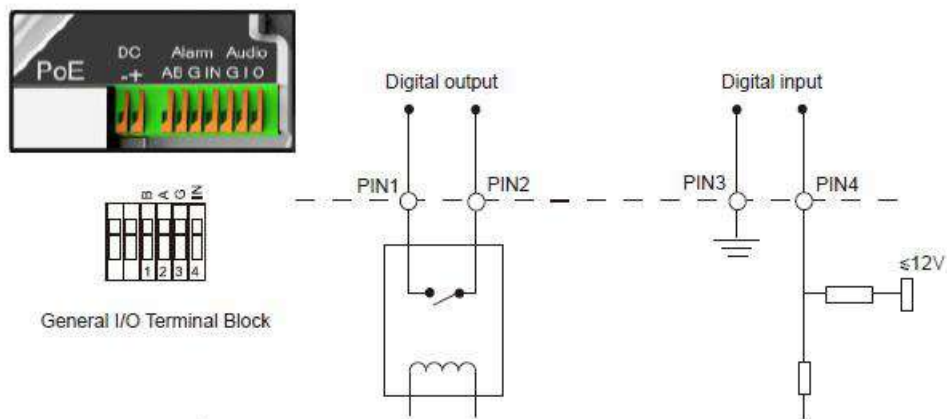 DC Alarm Audio
PoE -+ AB G IN G I O
Digital output
Digital input
PIN1
PIN2
PIN3
PIN4
B A G IN
1 2 3 4
≤12V
General I/O Terminal Block